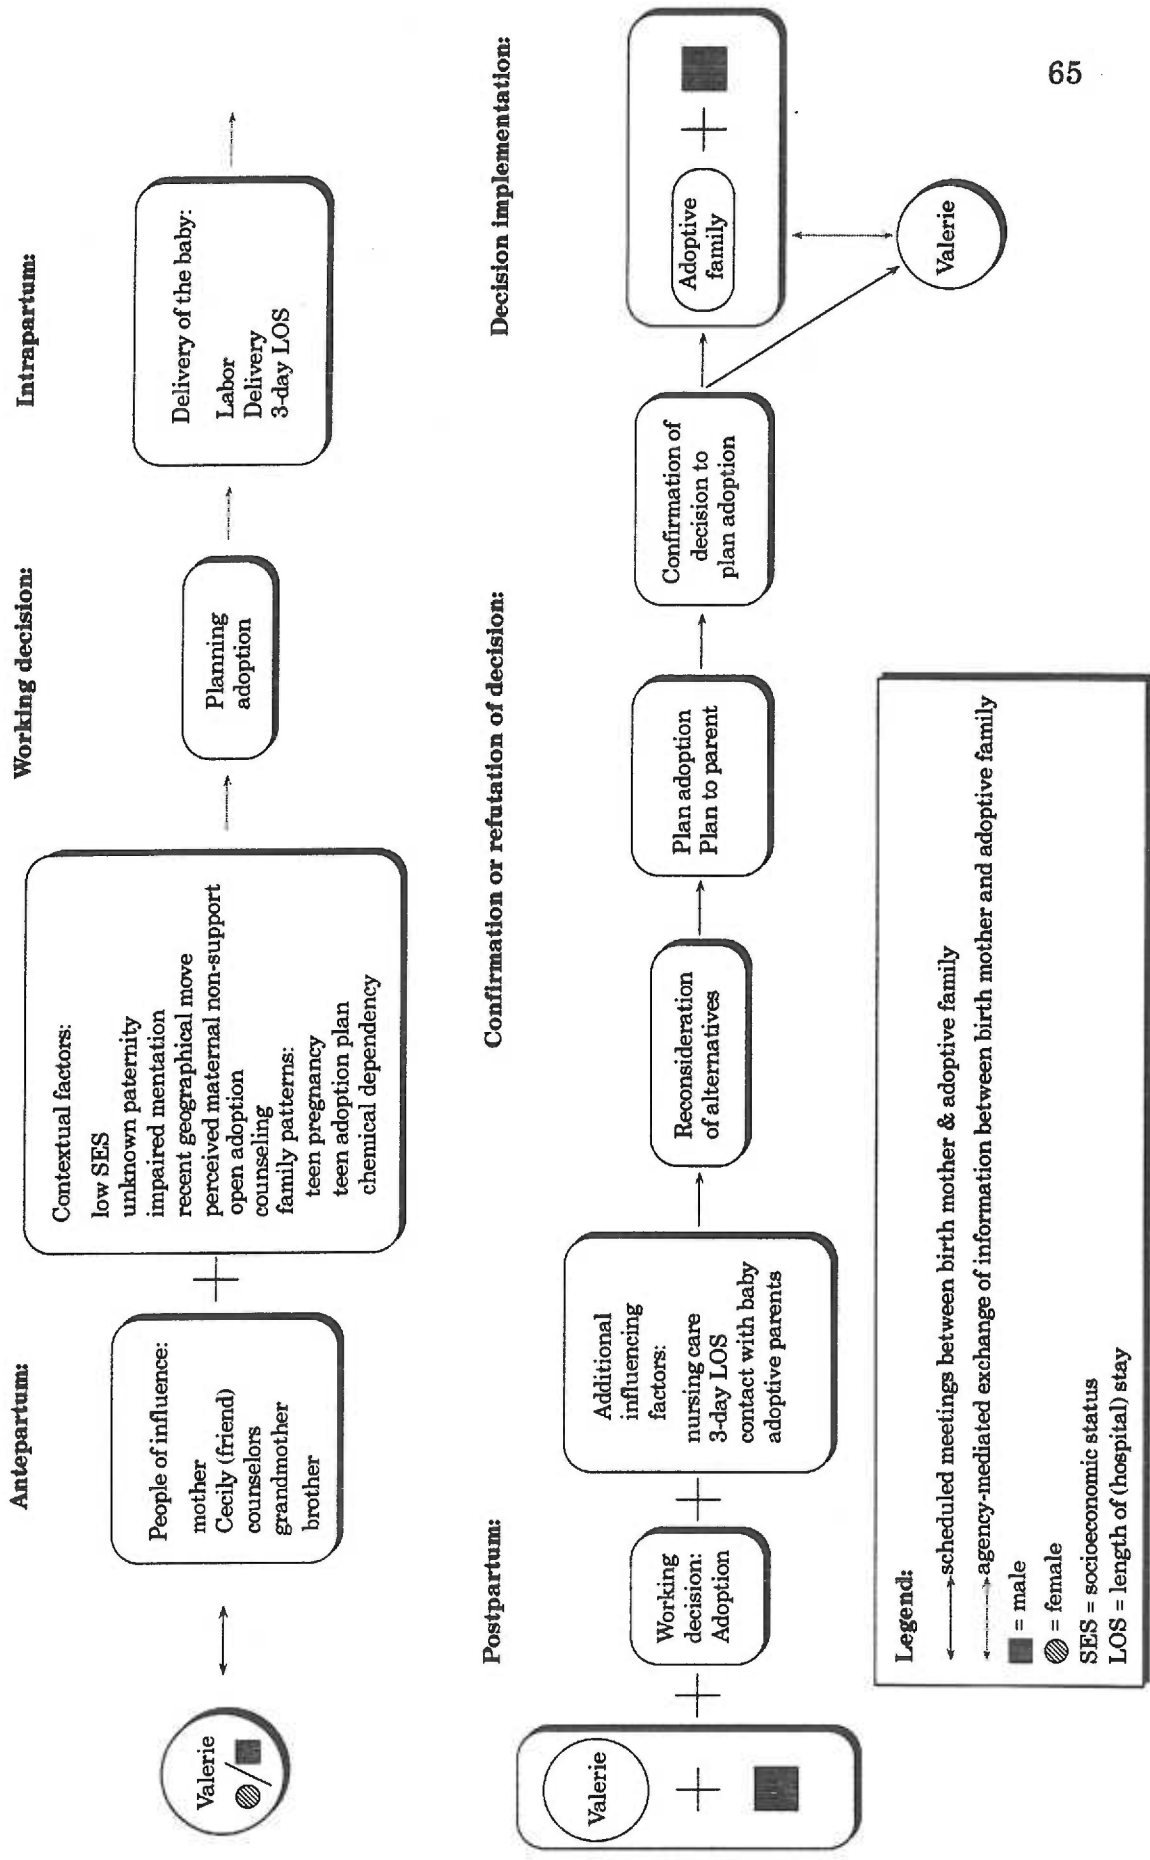 Antepartum:
Working decision:
Intrapartum:
Valerie
/
People of influence:
mother
Cecily (friend)
counselors
grandmother
brother
+
Contextual factors:
low SES
unknown paternity
impaired mentation
recent geographical move
perceived maternal non-support
open adoption
counseling
family patterns:
teen pregnancy
teen adoption plan
chemical dependency
Planning
adoption
Delivery of the baby:
Labor
Delivery
3-day LOS
Postpartum:
Confirmation or refutation of decision:
Decision implementation:
Valerie
+
+
Working
decision:
Adoption
+
Additional
influencing
factors:
nursing care
3-day LOS
contact with baby
adoptive parents
Reconsideration
of alternatives
Plan adoption
Plan to parent
Confirmation of
decision to
plan adoption
Adoptive
family
+
Valerie
Legend:
scheduled meetings between birth mother & adoptive family
agency-mediated exchange of information between birth mother and adoptive family
= male
= female
SES = socioeconomic status
LOS = length of (hospital) stay
65